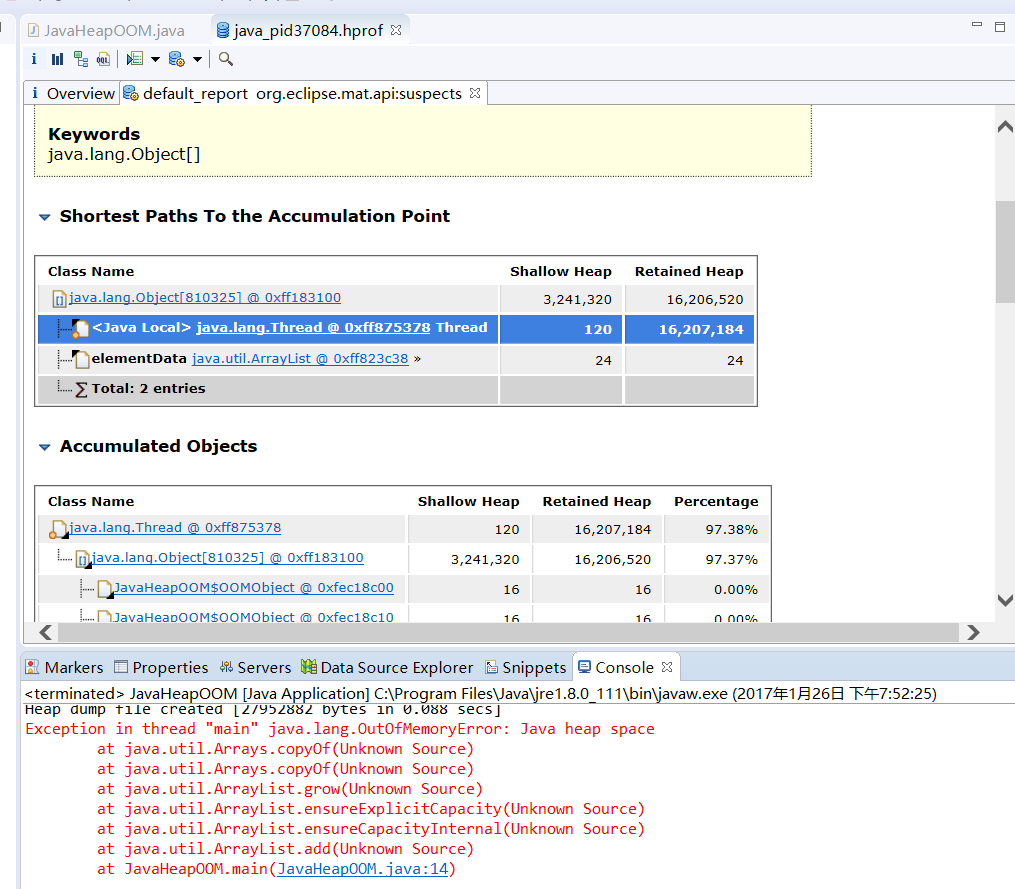 JavaHeapOOM.java java_pid37084.hprof
OQL
i Overview default_report org.eclipse.mat.api:suspects
Keywords
java.lang.Object[]
Shortest Paths To the Accumulation Point
Class Name Shallow Heap Retained Heap
java.lang.Object[810325] @ 0xff183100 3,241,320 16,206,520
<Java Local> java.lang.Thread @ 0xff875378 Thread 120 16,207,184
elementData java.util.ArrayList @ 0xff823c38 » 24 24
∑ Total: 2 entries
Accumulated Objects
Class Name Shallow Heap Retained Heap Percentage
java.lang.Thread @ 0xff875378 120 16,207,184 97.38%
java.lang.Object[810325] @ 0xff183100 3,241,320 16,206,520 97.37%
JavaHeapOOM$OOMObject @ 0xfec18c00 16 16 0.00%
JavaHeapOOM$OOMObject @ 0xfec18c10 16 16 0.00%
Markers Properties Servers Data Source Explorer Snippets Console
<terminated> JavaHeapOOM [Java Application] C:\Program Files\Java\jre1.8.0_111\bin\javaw.exe (2017年1月26日 下午7:52:25)
Heap dump file created [27952882 bytes in 0.088 secs]
Exception in thread "main" java.lang.OutOfMemoryError: Java heap space
at java.util.Arrays.copyOf(Unknown Source)
at java.util.Arrays.copyOf(Unknown Source)
at java.util.ArrayList.grow(Unknown Source)
at java.util.ArrayList.ensureExplicitCapacity(Unknown Source)
at java.util.ArrayList.ensureCapacityInternal(Unknown Source)
at java.util.ArrayList.add(Unknown Source)
at JavaHeapOOM.main(JavaHeapOOM.java:14)